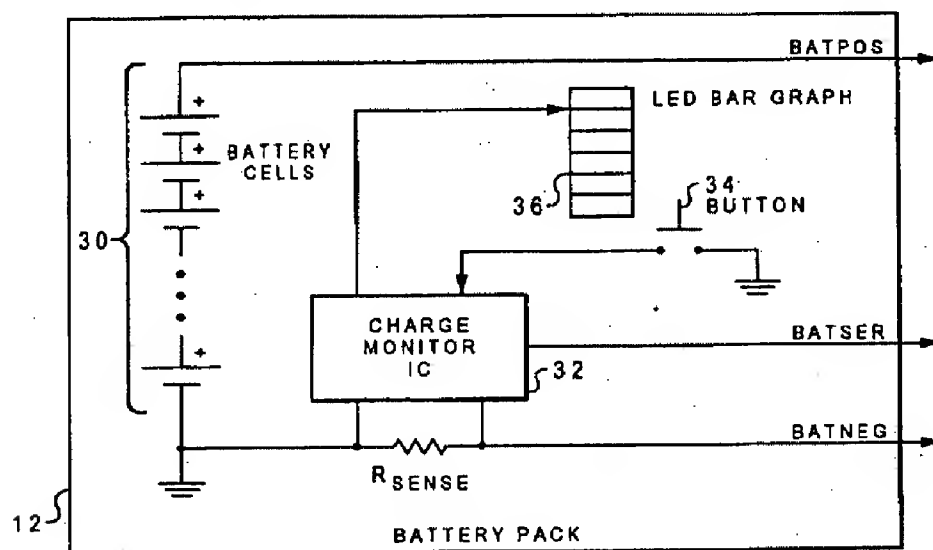 BATPOS
LED BAR GRAPH
+
+
BATTERY
CELLS
+
36
34
BUTTON
30
CHARGE
MONITOR
IC
BATSER
+
32
BATNEG
RSENSE
12
BATTERY PACK